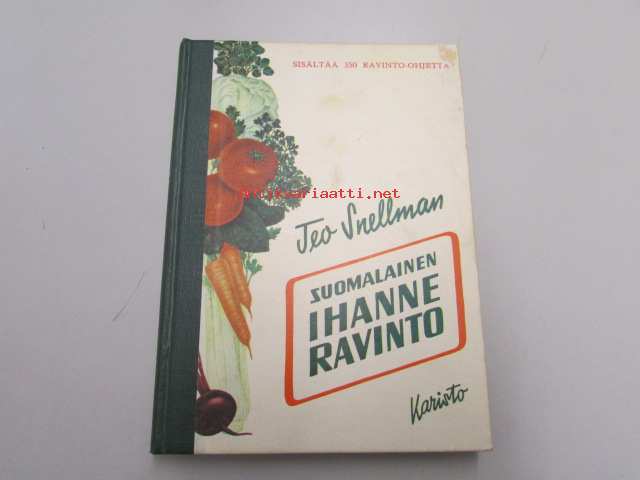 SISÄLTÄÄ 350 RAVINTO-OHJETTA
antikvariaatti.net
Teo Snellman
SUOMALAINEN
IHANNE
RAVINTO
Karisto